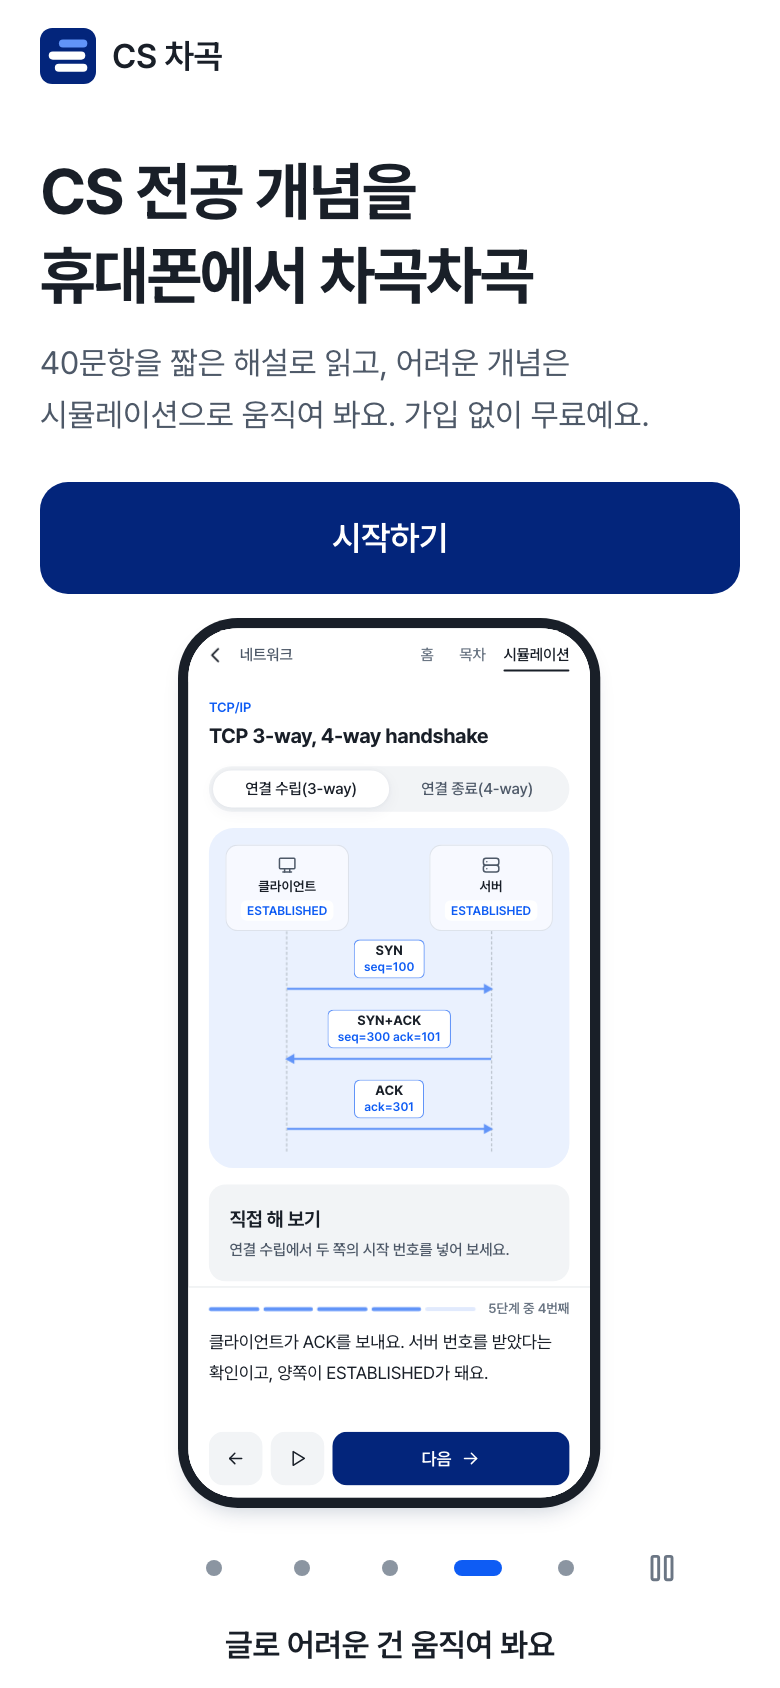 CS 차곡
CS 전공 개념을
휴대폰에서 차곡차곡
40문항을 짧은 해설로 읽고, 어려운 개념은
시뮬레이션으로 움직여 봐요. 가입 없이 무료예요.
시작하기
네트워크 홈 목차 시뮬레이션
TCP/IP
TCP 3-way, 4-way handshake
연결 수립(3-way) 연결 종료(4-way)
클라이언트 서버
ESTABLISHED ESTABLISHED
SYN
seq=100
SYN+ACK
seq=300 ack=101
ACK
ack=301
직접 해 보기
연결 수립에서 두 쪽의 시작 번호를 넣어 보세요.
5단계 중 4번째
클라이언트가 ACK를 보내요. 서버 번호를 받았다는
확인이고, 양쪽이 ESTABLISHED가 돼요.
다음
글로 어려운 건 움직여 봐요